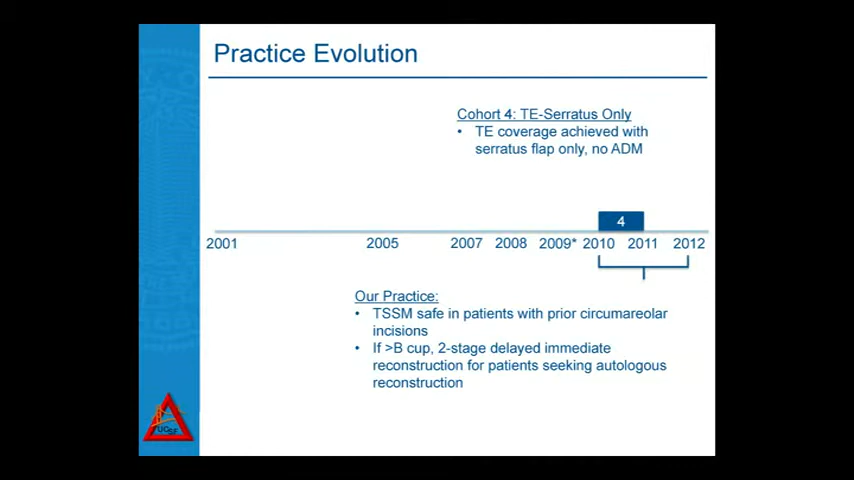 Practice Evolution
Cohort 4: TE-Serratus Only
• TE coverage achieved with
serratus flap only, no ADM
4
2001 2005 2007 2008 2009* 2010 2011 2012
Our Practice:
• TSSM safe in patients with prior circumareolar
incisions
• If >B cup, 2-stage delayed immediate
reconstruction for patients seeking autologous
reconstruction
UCSF